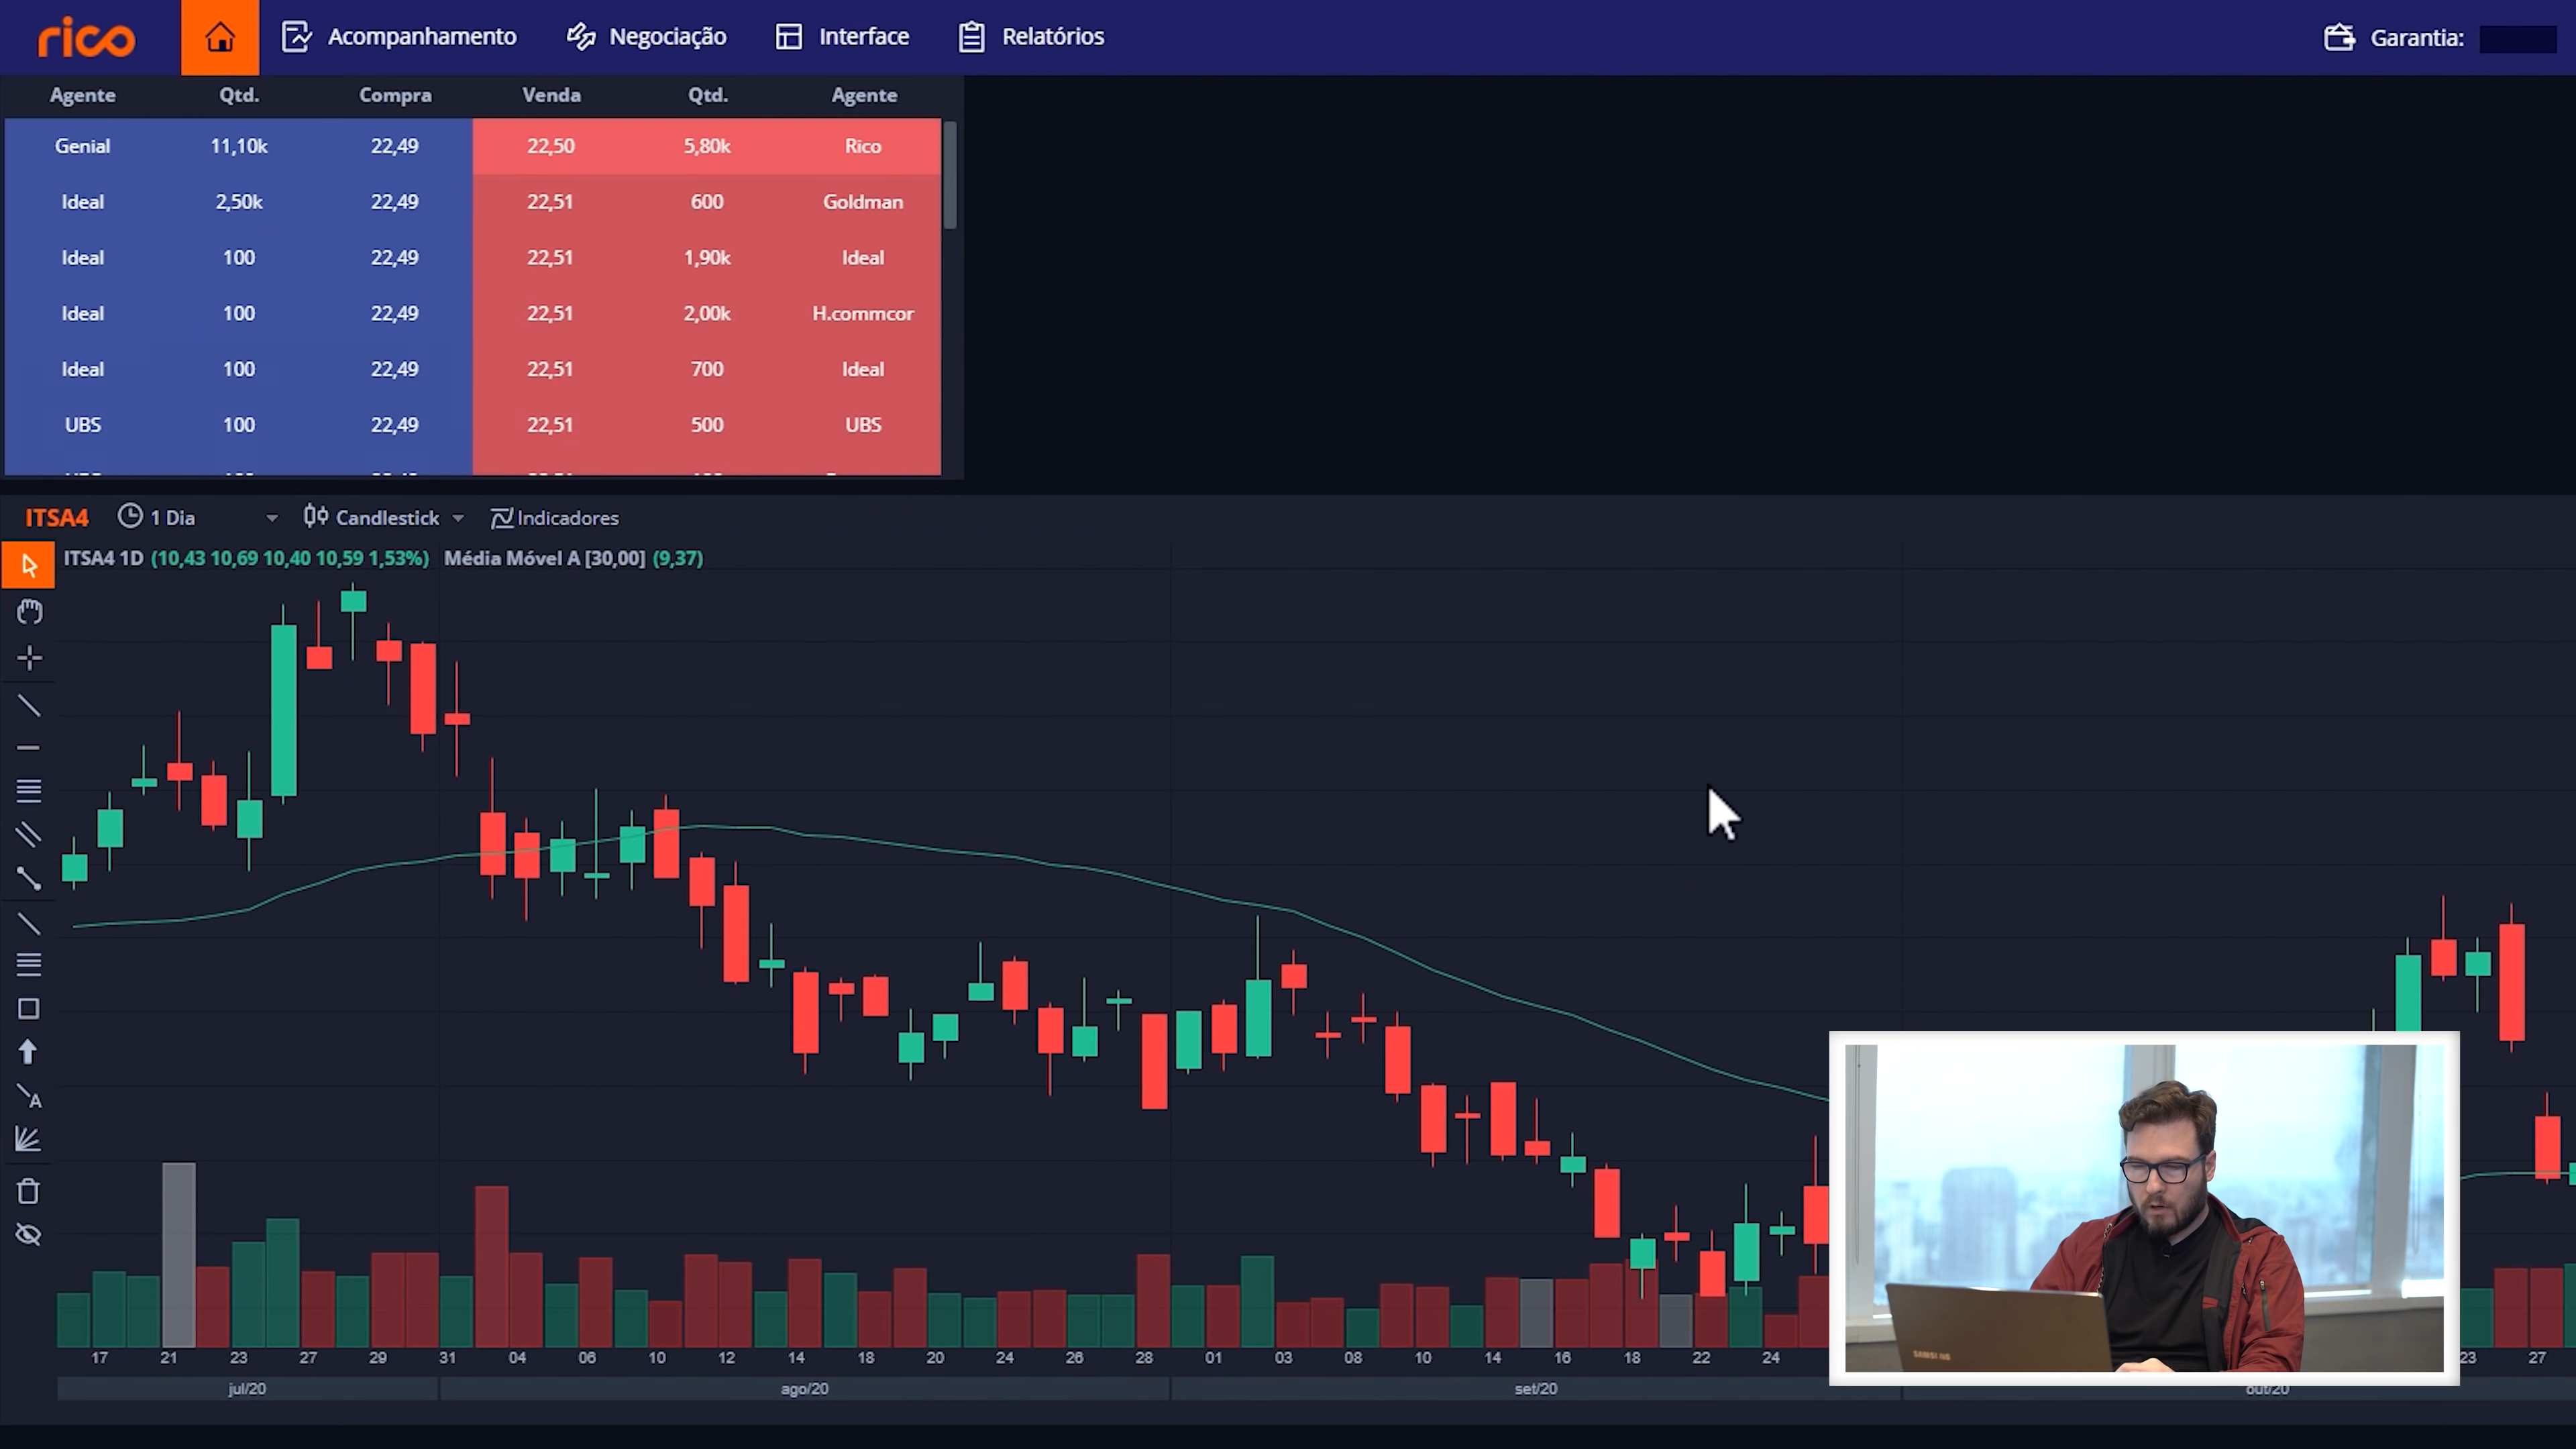 rico Acompanhamento Negociação Interface Relatórios Garantia:
Agente Qtd. Compra Venda Qtd. Agente
Genial 11,10k 22,49 22,50 5,80k Rico
Ideal 2,50k 22,49 22,51 600 Goldman
Ideal 100 22,49 22,51 1,90k Ideal
Ideal 100 22,49 22,51 2,00k H.commcor
Ideal 100 22,49 22,51 700 Ideal
UBS 100 22,49 22,51 500 UBS
ITSA4 1 Dia Candlestick Indicadores
ITSA4 1D (10,43 10,69 10,40 10,59 1,53%) Média Móvel A [30,00] (9,37)
A
SAMSUNG
17 21 23 27 29 31 04 06 10 12 14 18 20 24 26 28 01 03 08 10 14 16 18 22 24 23 27
jul/20 ago/20 set/20 out/20